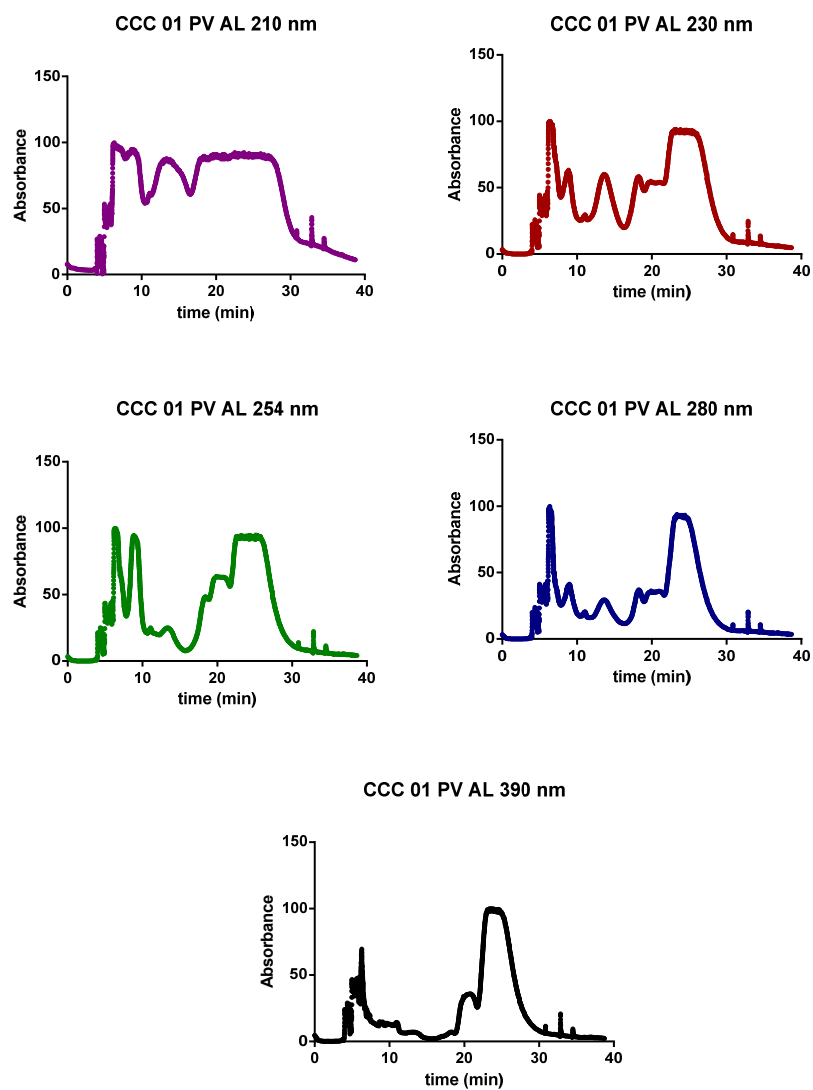 CCC 01 PV AL 210 nm
150
100
50
0
Absorbance
0 10 20 30 40
time (min)
CCC 01 PV AL 230 nm
150
100
50
0
Absorbance
0 10 20 30 40
time (min)
CCC 01 PV AL 254 nm
150
100
50
0
Absorbance
0 10 20 30 40
time (min)
CCC 01 PV AL 280 nm
150
100
50
0
Absorbance
0 10 20 30 40
time (min)
CCC 01 PV AL 390 nm
150
100
50
0
Absorbance
0 10 20 30 40
time (min)